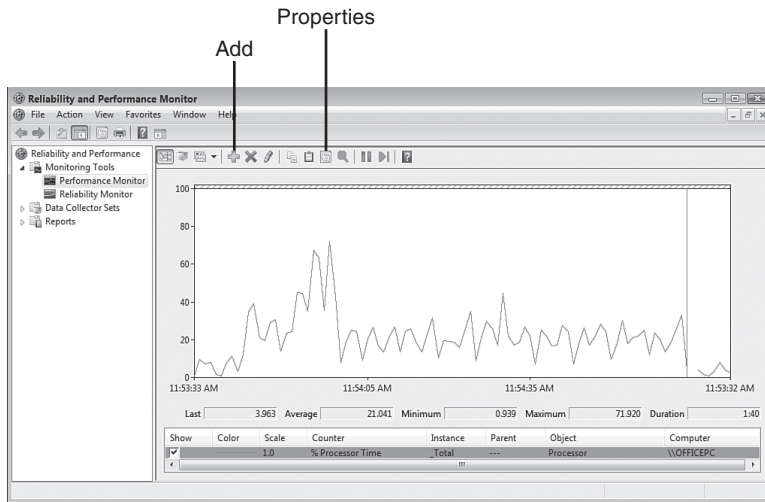 Properties
Add
Reliability and Performance Monitor
File Action View Favorites Window Help
Reliability and Performance
Monitoring Tools
Performance Monitor
Reliability Monitor
Data Collector Sets
Reports
100
80
60
40
20
0
11:53:33 AM 11:54:05 AM 11:54:35 AM 11:53:32 AM
Last 3.963 Average 21.041 Minimum 0.939 Maximum 71.920 Duration 1:40
Show Color Scale Counter Instance Parent Object Computer
1.0 % Processor Time _Total --- Processor \\OFFICEPC